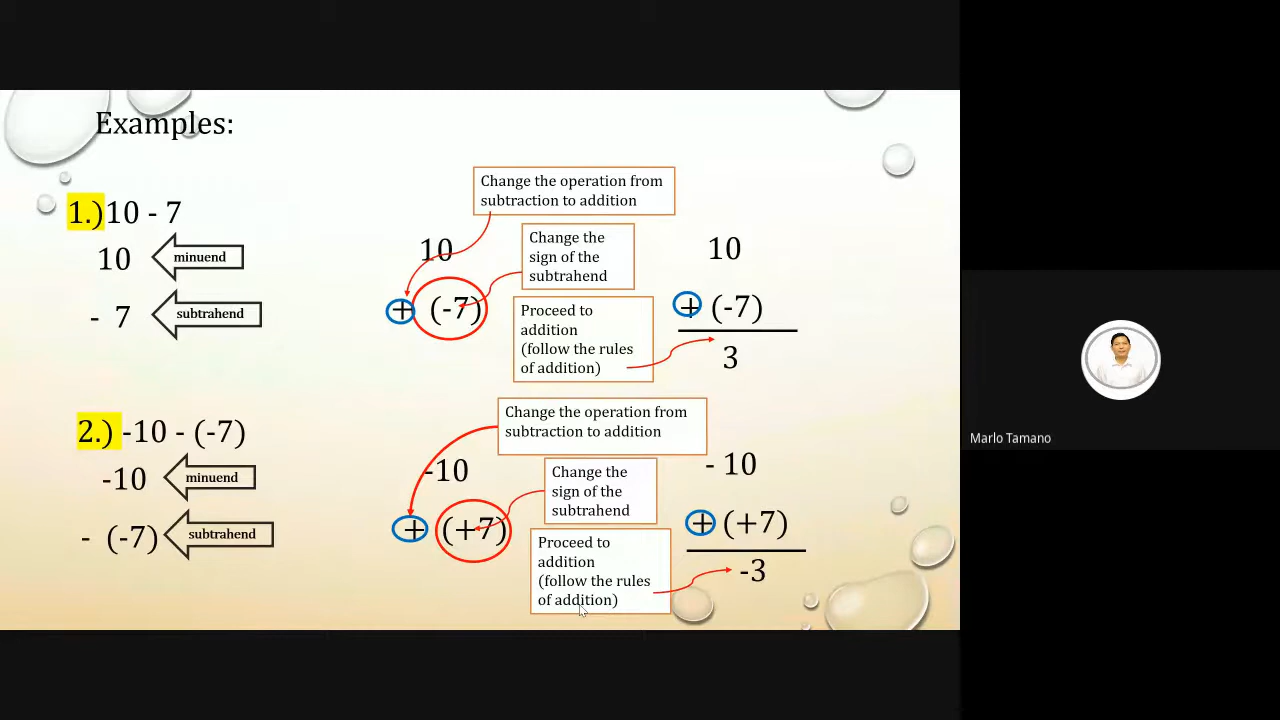 Examples:
1.)10 - 7
10
minuend
- 7
subtrahend
Change the operation from
subtraction to addition
10
Change the
sign of the
subtrahend
+ (-7)
Proceed to
addition
(follow the rules
of addition)
10
+ (-7)
3
2.) -10 - (-7)
-10
minuend
- (-7)
subtrahend
Change the operation from
subtraction to addition
-10
Change the
sign of the
subtrahend
+ (+7)
Proceed to
addition
(follow the rules
of addition)
- 10
+ (+7)
-3
Marlo Tamano